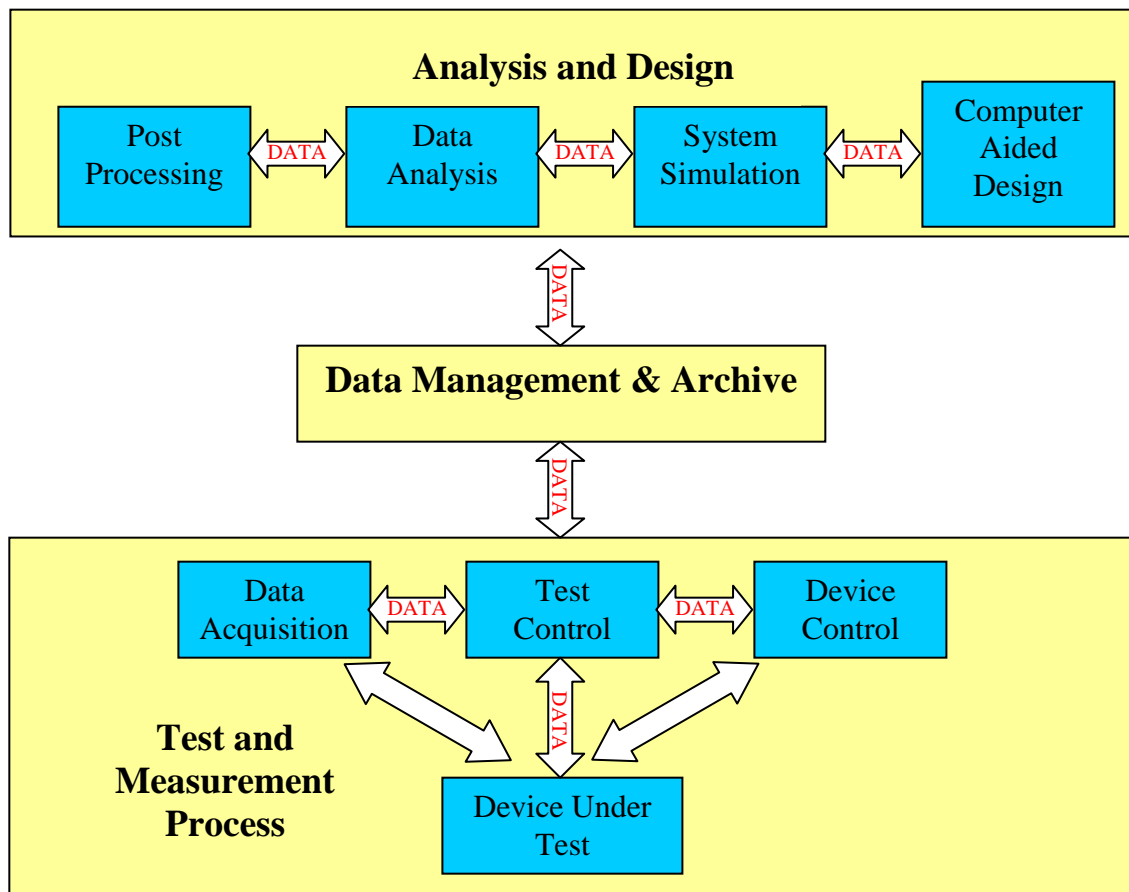 Analysis and Design
Post
Processing
DATA
Data
Analysis
DATA
System
Simulation
DATA
Computer
Aided
Design
DATA
Data Management & Archive
DATA
Data
Acquisition
DATA
Test
Control
DATA
Device
Control
DATA
Test and
Measurement
Process
Device Under
Test